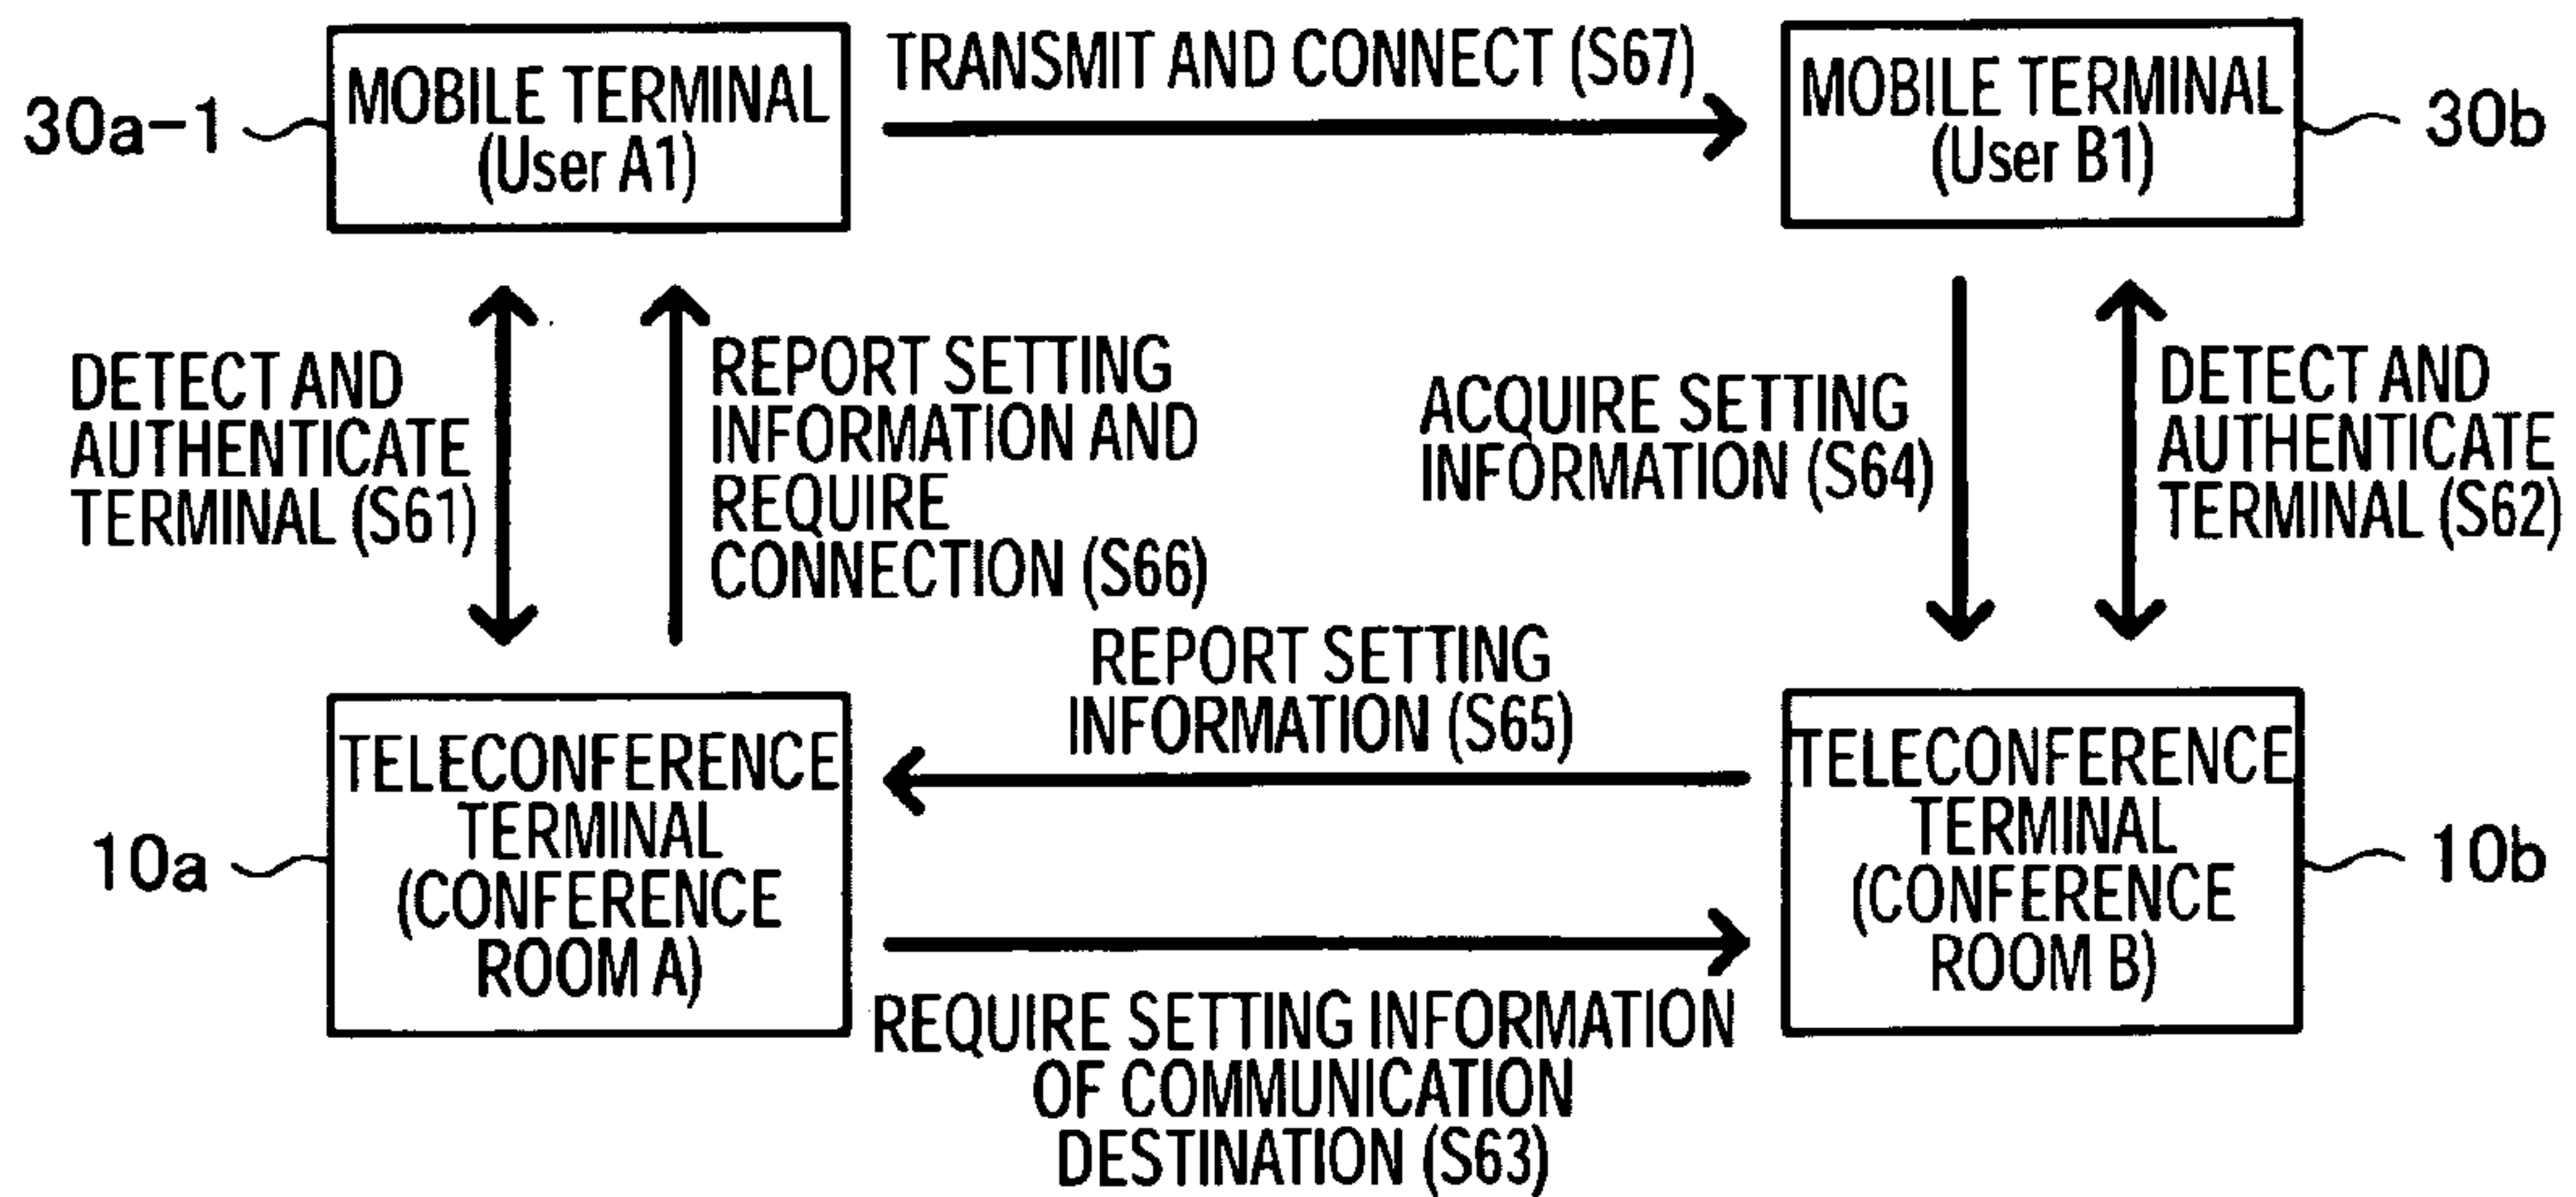 30a-1
MOBILE TERMINAL
(User A1)
TRANSMIT AND CONNECT (S67)
MOBILE TERMINAL
(User B1)
30b
DETECT AND
AUTHENTICATE
TERMINAL (S61)
REPORT SETTING
INFORMATION AND
REQUIRE
CONNECTION (S66)
ACQUIRE SETTING
INFORMATION (S64)
DETECT AND
AUTHENTICATE
TERMINAL (S62)
REPORT SETTING
INFORMATION (S65)
10a
TELECONFERENCE
TERMINAL
(CONFERENCE
ROOM A)
TELECONFERENCE
TERMINAL
(CONFERENCE
ROOM B)
10b
REQUIRE SETTING INFORMATION
OF COMMUNICATION
DESTINATION (S63)